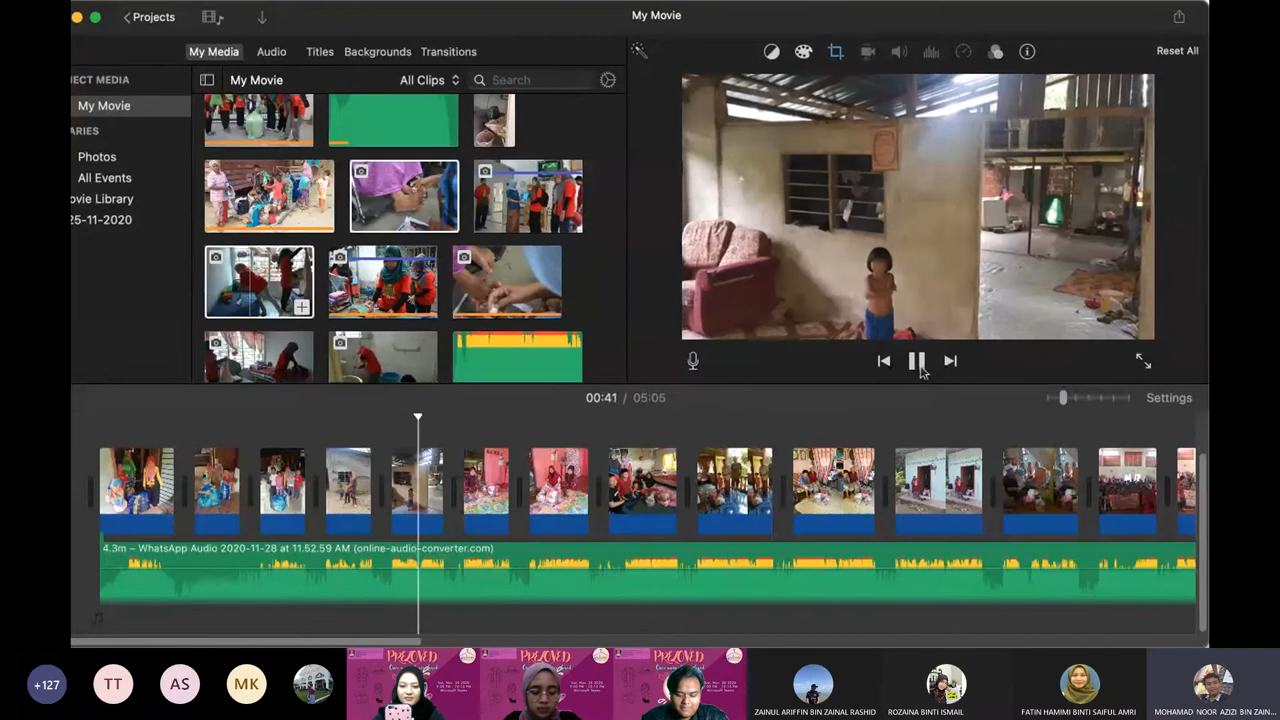 Projects
My Movie
My Media
Audio
Titles
Backgrounds
Transitions
Reset All
ECT MEDIA
My Movie
All Clips
Search
My Movie
ARIES
Photos
All Events
ovie Library
25-11-2020
00:41 / 05:05
Settings
4.3m – WhatsApp Audio 2020-11-28 at 11.52.59 AM (online-audio-converter.com)
+127
TT
AS
MK
PRELOVED
PRELOVED
PRELOVED
ZAINUL ARIFFIN BIN ZAINAL RASHID
ROZAINA BINTI ISMAIL
FATIN HAMIMI BINTI SAIFUL AMRI
MOHAMAD NOOR AZIZI BIN ZAIN...